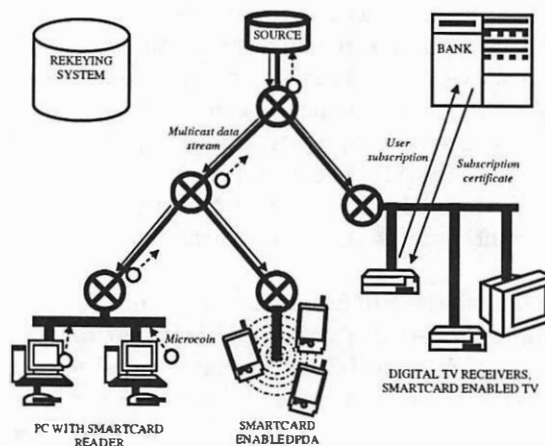 SOURCE
REKEYING
SYSTEM
BANK
Multicast data
stream
User
subscription
Subscription
certificate
Microcoin
PC WITH SMARTCARD
READER
SMARTCARD
ENABLEDPDA
DIGITAL TV RECEIVERS,
SMARTCARD ENABLED TV